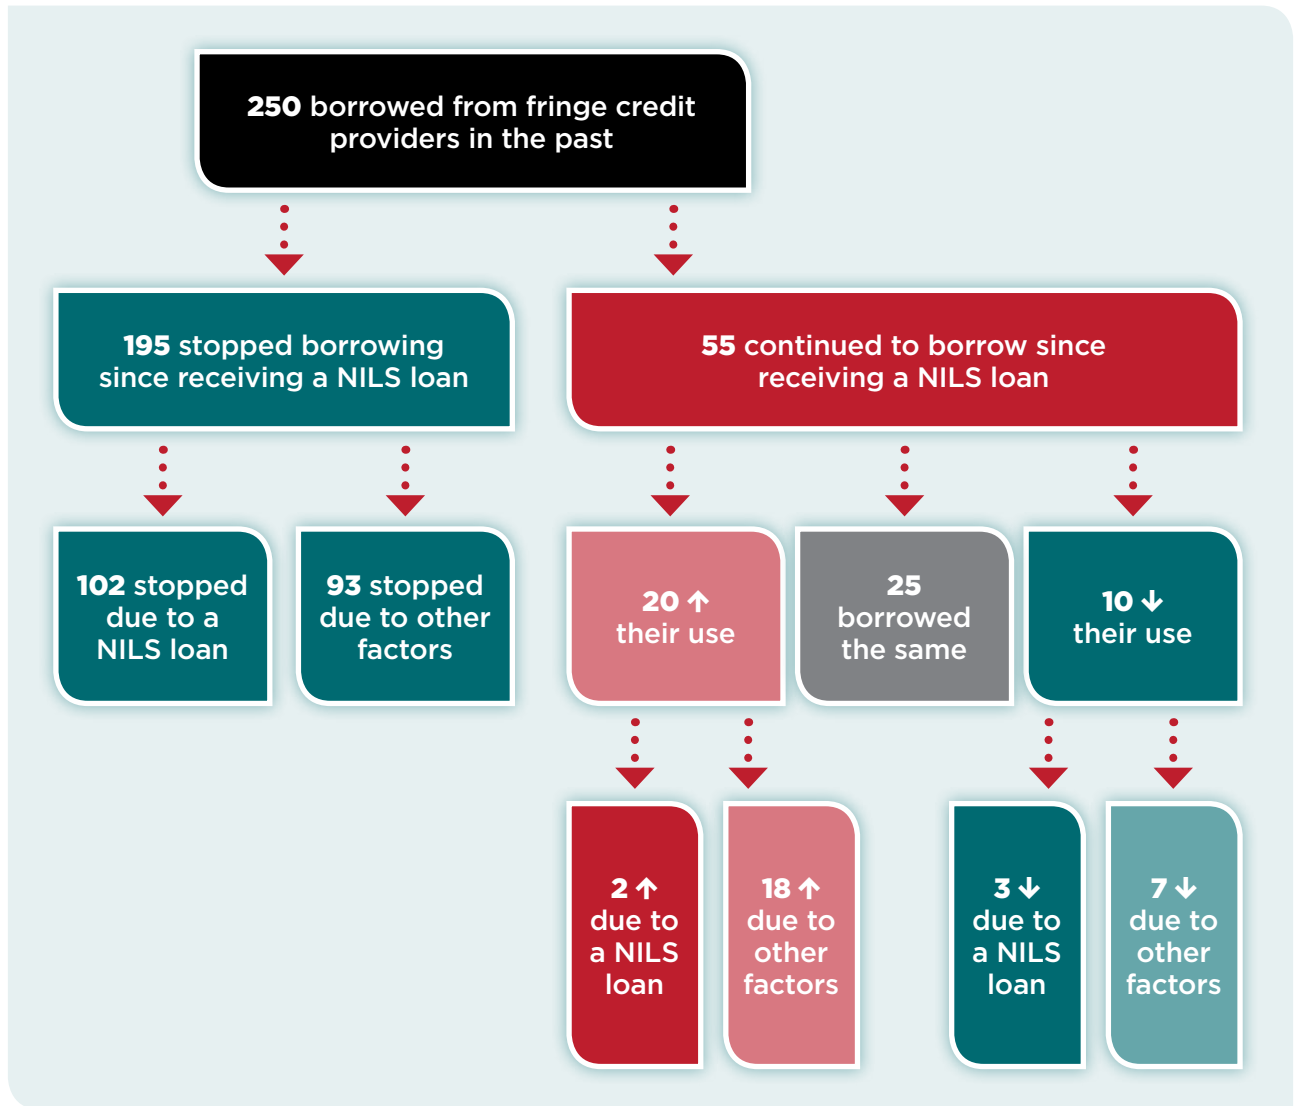 250 borrowed from fringe credit
providers in the past
195 stopped borrowing
since receiving a NILS loan
55 continued to borrow since
receiving a NILS loan
102 stopped
due to a
NILS loan
93 stopped
due to other
factors
20 ↑
their use
25
borrowed
the same
10 ↓
their use
2 ↑
due to
a NILS
loan
18 ↑
due to
other
factors
3 ↓
due to
a NILS
loan
7 ↓
due to
other
factors